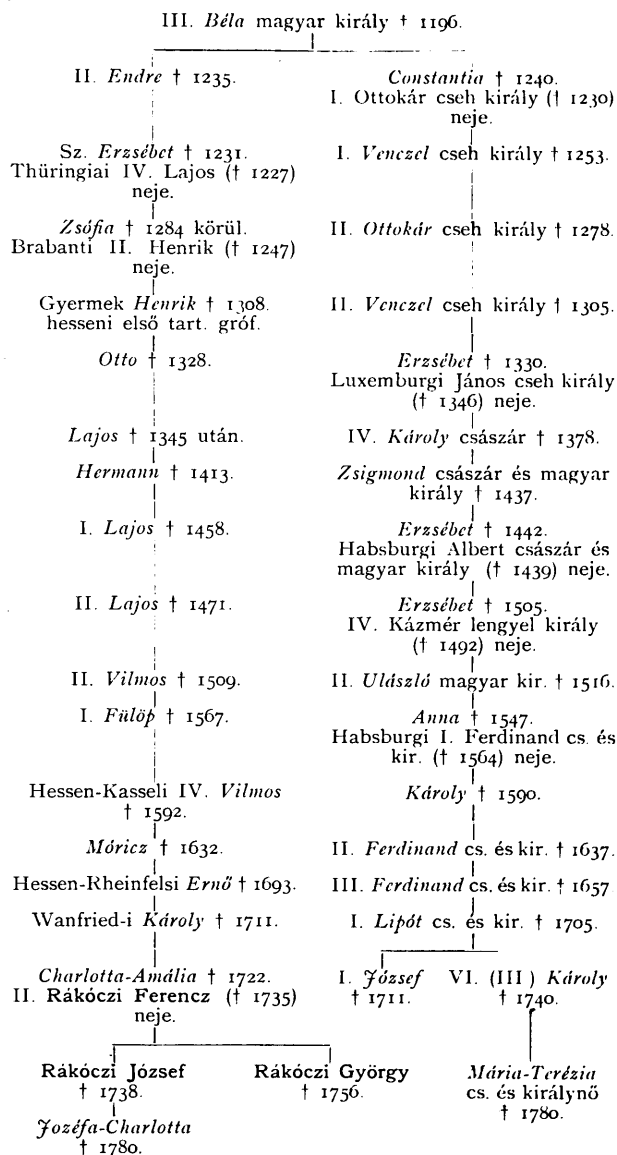 III. Béla magyar király † 1196.
II. Endre † 1235.
Sz. Erzsébet † 1231.
Thüringiai IV. Lajos († 1227)
neje.
Zsófia † 1284 körül.
Brabanti II. Henrik († 1247)
neje.
Gyermek Henrik † 1308.
hesseni első tart. gróf.
Otto † 1328.
Lajos † 1345 után.
Hermann † 1413.
I. Lajos † 1458.
II. Lajos † 1471.
II. Vilmos † 1509.
I. Fülöp † 1567.
Hessen-Kasseli IV. Vilmos
† 1592.
Móricz † 1632.
Hessen-Rheinfelsi Ernő † 1693.
Wanfried-i Károly † 1711.
Charlotta-Amália † 1722.
II. Rákóczi Ferencz († 1735)
neje.
Rákóczi József
† 1738.
Jozéfa-Charlotta
† 1780.
Rákóczi György
† 1756.
Constantia † 1240.
I. Ottokár cseh király († 1230)
neje.
I. Venczel cseh király † 1253.
II. Ottokár cseh király † 1278.
II. Venczel cseh király † 1305.
Erzsébet † 1330.
Luxemburgi János cseh király
(† 1346) neje.
IV. Károly császár † 1378.
Zsigmond császár és magyar
király † 1437.
Erzsébet † 1442.
Habsburgi Albert császár és
magyar király († 1439) neje.
Erzsébet † 1505.
IV. Kázmér lengyel király
(† 1492) neje.
II. Ulászló magyar kir. † 1516.
Anna † 1547.
Habsburgi I. Ferdinand cs. és
kir. († 1564) neje.
Károly † 1590.
II. Ferdinand cs. és kir. † 1637.
III. Ferdinand cs. és kir. † 1657
I. Lipót cs. és kir. † 1705.
I. József
† 1711.
VI. (III) Károly
† 1740.
Mária-Terézia
cs. és királynő
† 1780.